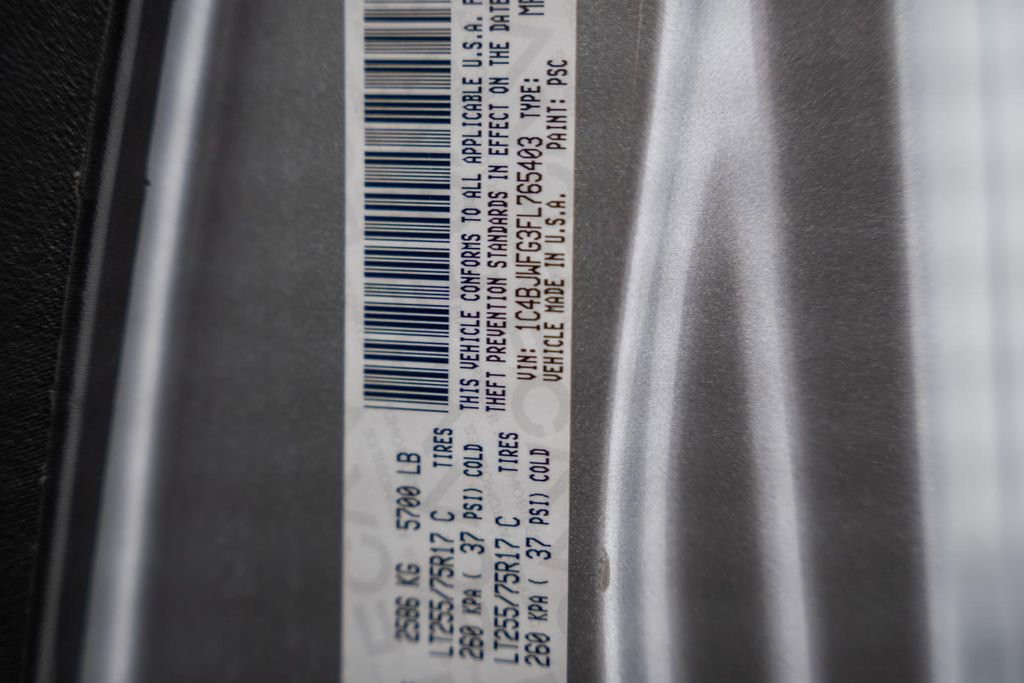 2586 KG 5700 LB
LT255/75R17 C TIRES
260 KPA ( 37 PSI) COLD
LT255/75R17 C TIRES
260 KPA ( 37 PSI) COLD
THIS VEHICLE CONFORMS TO ALL APPLICABLE U.S.A. F
THEFT PREVENTION STANDARDS IN EFFECT ON THE DATE
VIN: 1C4BJWFG3FL765403 TYPE:
VEHICLE MADE IN U.S.A. PAINT: PSC